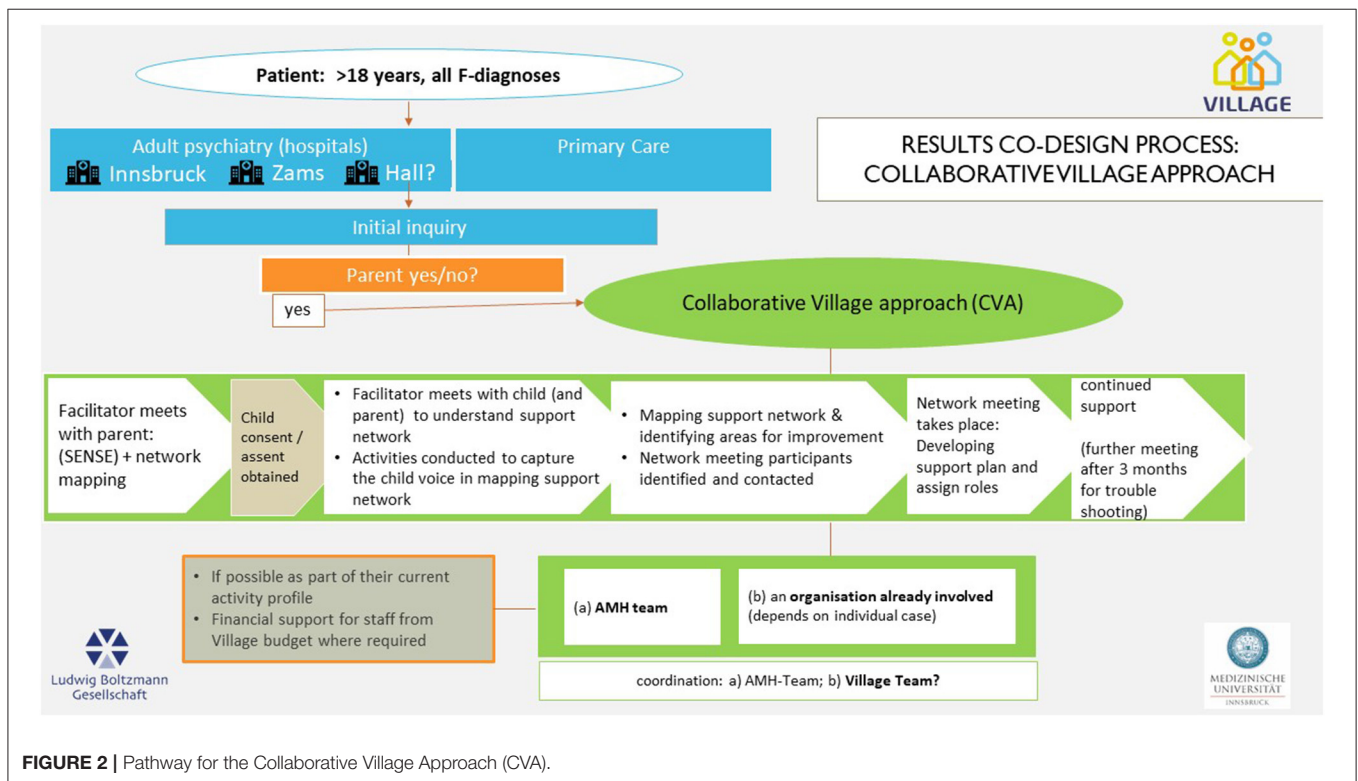 Patient: >18 years, all F-diagnoses
VILLAGE
Adult psychiatry (hospitals)
Innsbruck Zams Hall?
Primary Care
RESULTS CO-DESIGN PROCESS:
COLLABORATIVE VILLAGE APPROACH
Initial inquiry
Parent yes/no?
yes
Collaborative Village approach (CVA)
Facilitator meets
with parent:
(SENSE) + network
mapping
Child
consent /
assent
obtained
• Facilitator meets with child (and
parent) to understand support
network
• Activities conducted to capture
the child voice in mapping support
network
• Mapping support network &
identifying areas for improvement
• Network meeting participants
identified and contacted
Network meeting
takes place:
Developing
support plan and
assign roles
continued
support
(further meeting
after 3 months
for trouble
shooting)
• If possible as part of their current
activity profile
• Financial support for staff from
Village budget where required
(a) AMH team
(b) an organisation already involved
(depends on individual case)
coordination: a) AMH-Team; b) Village Team?
Ludwig Boltzmann
Gesellschaft
MEDIZINISCHE
UNIVERSITÄT
INNSBRUCK
FIGURE 2 | Pathway for the Collaborative Village Approach (CVA).